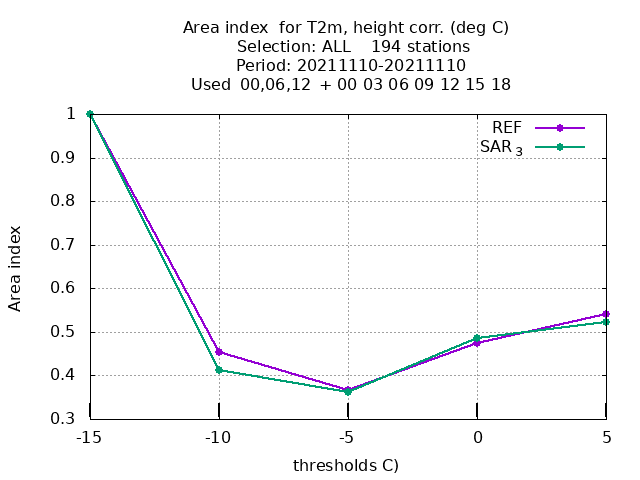 Area index  for T2m, height corr. (deg C)
Selection: ALL    194 stations
Period: 20211110-20211110
Used  00,06,12  + 00 03 06 09 12 15 18
REF
SAR 3
1
0.9
0.8
0.7
0.6
0.5
0.4
0.3
Area index
-15 -10 -5 0 5
thresholds C)